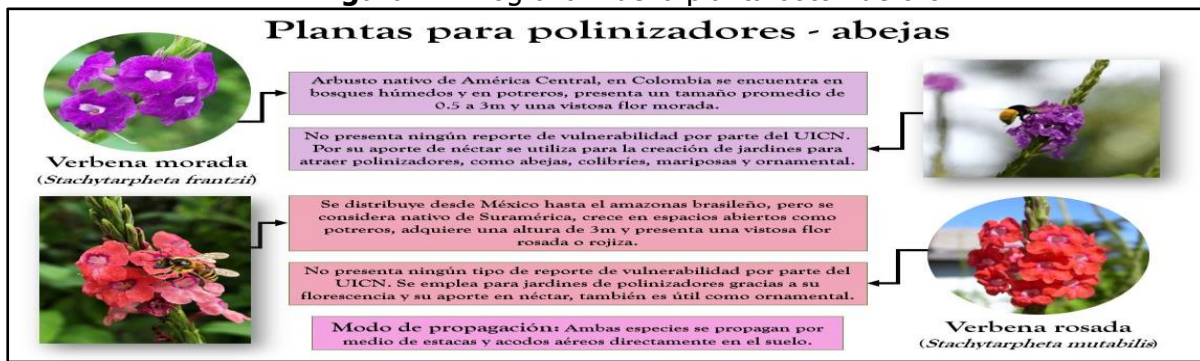 Plantas para polinizadores - abejas
Arbusto nativo de América Central, en Colombia se encuentra en
bosques húmedos y en potreros, presenta un tamaño promedio de
0.5 a 3m y una vistosa flor morada.
No presenta ningún reporte de vulnerabilidad por parte del UICN.
Por su aporte de néctar se utiliza para la creación de jardines para
atraer polinizadores, como abejas, colibríes, mariposas y ornamental.
Verbena morada
(Stachytarpheta frantzii)
Se distribuye desde México hasta el amazonas brasileño, pero se
considera nativo de Suramérica, crece en espacios abiertos como
potreros, adquiere una altura de 3m y presenta una vistosa flor
rosada o rojiza.
No presenta ningún tipo de reporte de vulnerabilidad por parte del
UICN. Se emplea para jardines de polinizadores gracias a su
florescencia y su aporte en néctar, también es útil como ornamental.
Verbena rosada
(Stachytarpheta mutabilis)
Modo de propagación: Ambas especies se propagan por
medio de estacas y acodos aéreos directamente en el suelo.